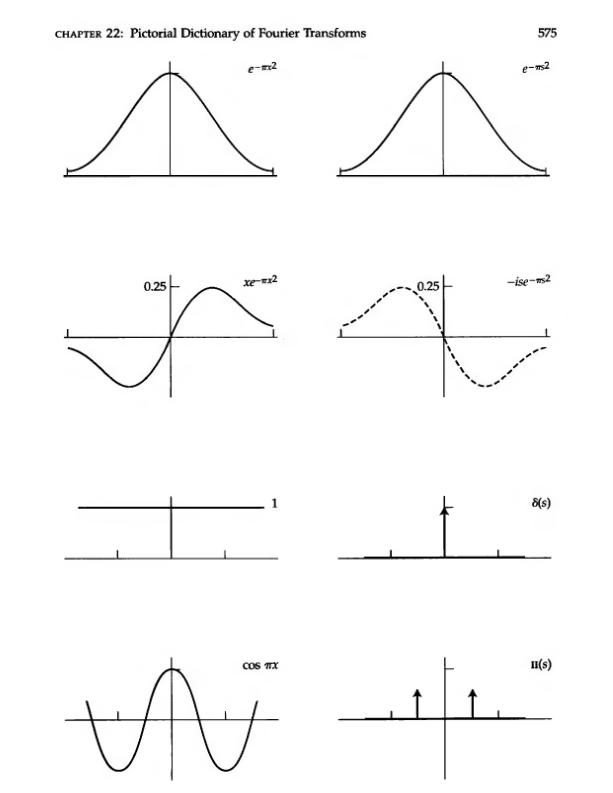 CHAPTER 22: Pictorial Dictionary of Fourier Transforms 575
e−πx2 e−πs2
0.25 xe−πx2 0.25 −ise−πs2
1 δ(s)
cos πx II(s)